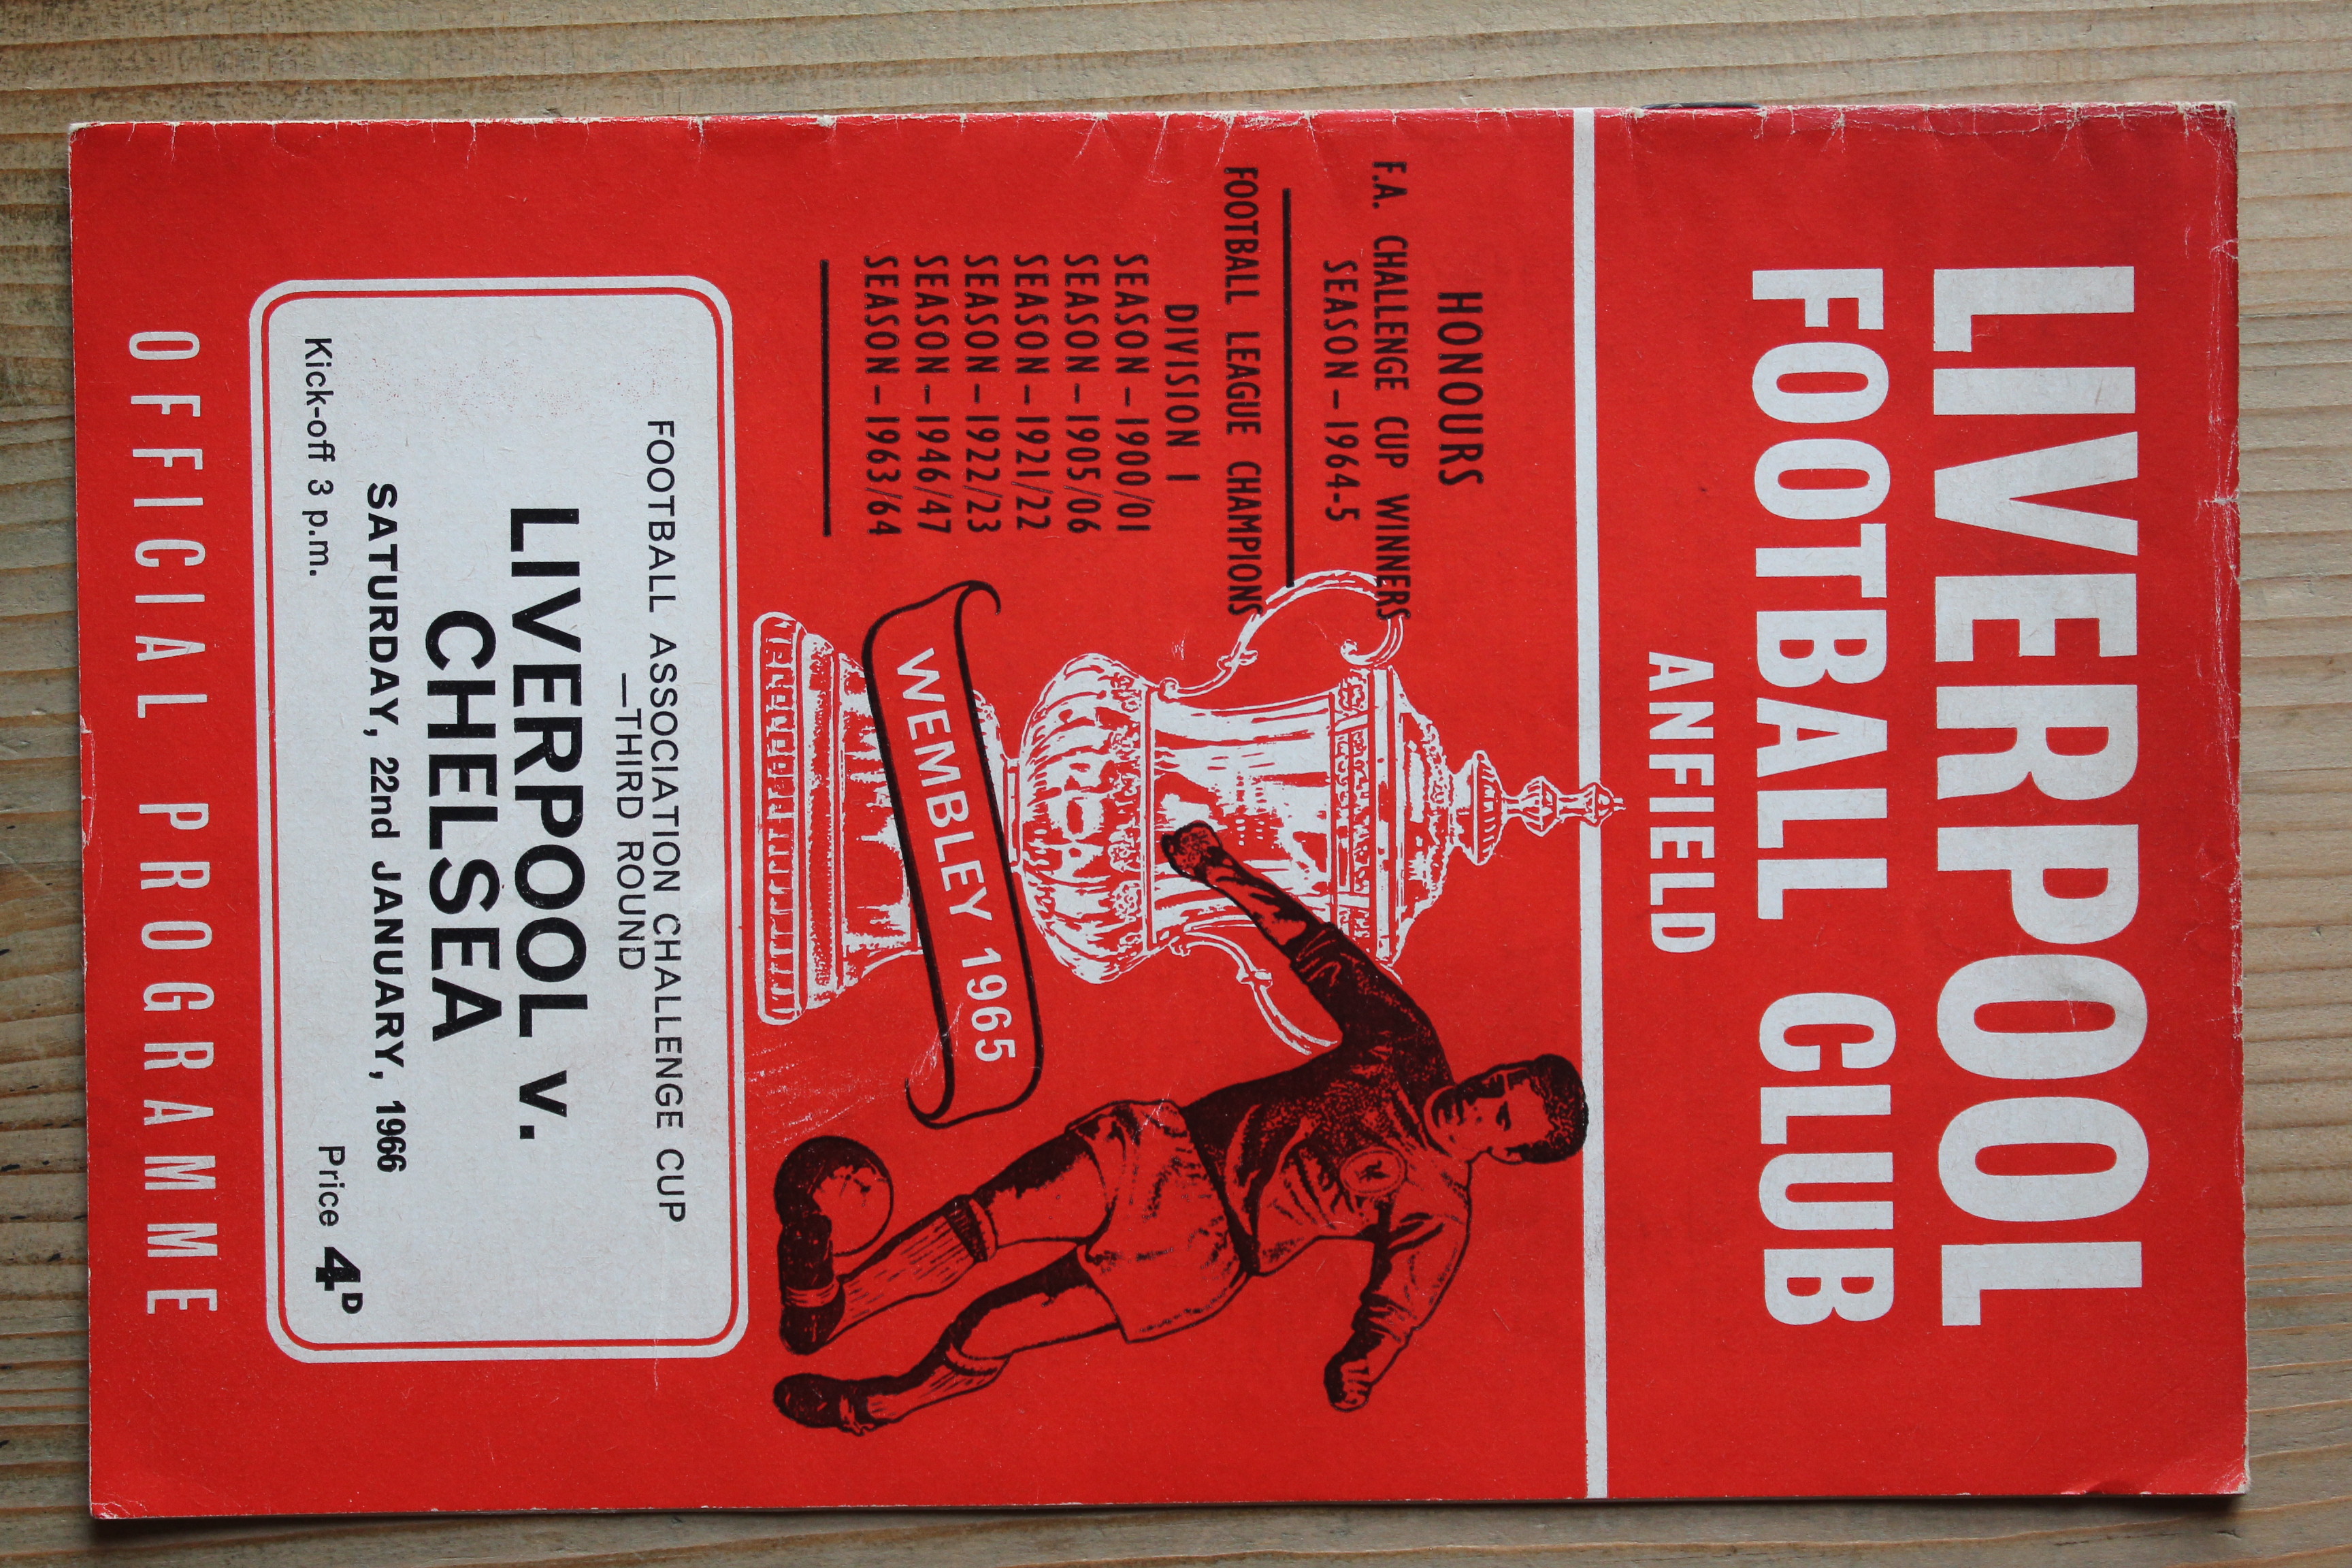 LIVERPOOL
FOOTBALL CLUB
ANFIELD
HONOURS
F.A. CHALLENGE CUP WINNERS
SEASON – 1964-5
FOOTBALL LEAGUE CHAMPIONS
DIVISION I
SEASON – 1900/01
SEASON – 1905/06
SEASON – 1921/22
SEASON – 1922/23
SEASON – 1946/47
SEASON – 1963/64
WEMBLEY 1965
FOOTBALL ASSOCIATION CHALLENGE CUP
—THIRD ROUND
LIVERPOOL v.
CHELSEA
SATURDAY, 22nd JANUARY, 1966
Kick-off 3 p.m. Price 4D
OFFICIAL PROGRAMME